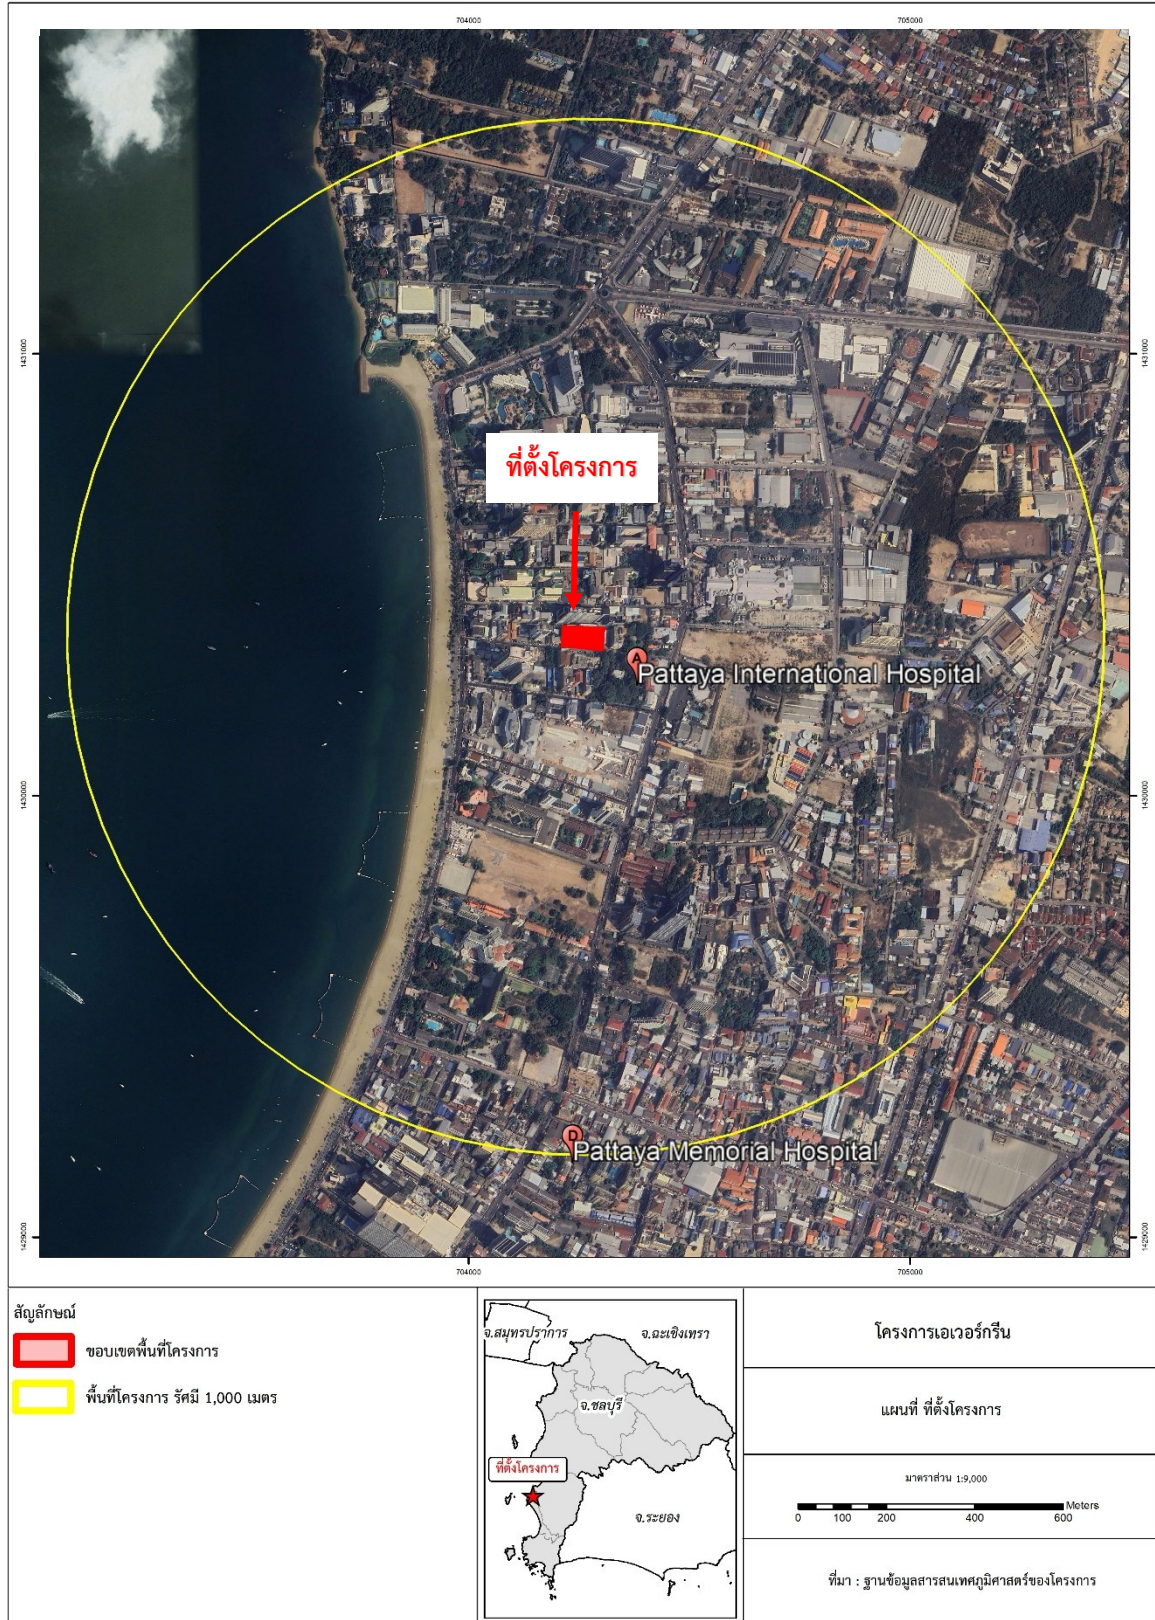 704000
705000
1431000
1431000
ที่ตั้งโครงการ
A
Pattaya International Hospital
1430000
1430000
D
Pattaya Memorial Hospital
1429000
1429000
704000
705000
สัญลักษณ์
ขอบเขตพื้นที่โครงการ
พื้นที่โครงการ รัศมี 1,000 เมตร
จ.สมุทรปราการ
จ.ฉะเชิงเทรา
จ.ชลบุรี
ที่ตั้งโครงการ
จ.ระยอง
โครงการเอเวอร์กรีน
แผนที่ ที่ตั้งโครงการ
มาตราส่วน 1:9,000
Meters
0 100 200 400 600
ที่มา : ฐานข้อมูลสารสนเทศภูมิศาสตร์ของโครงการ